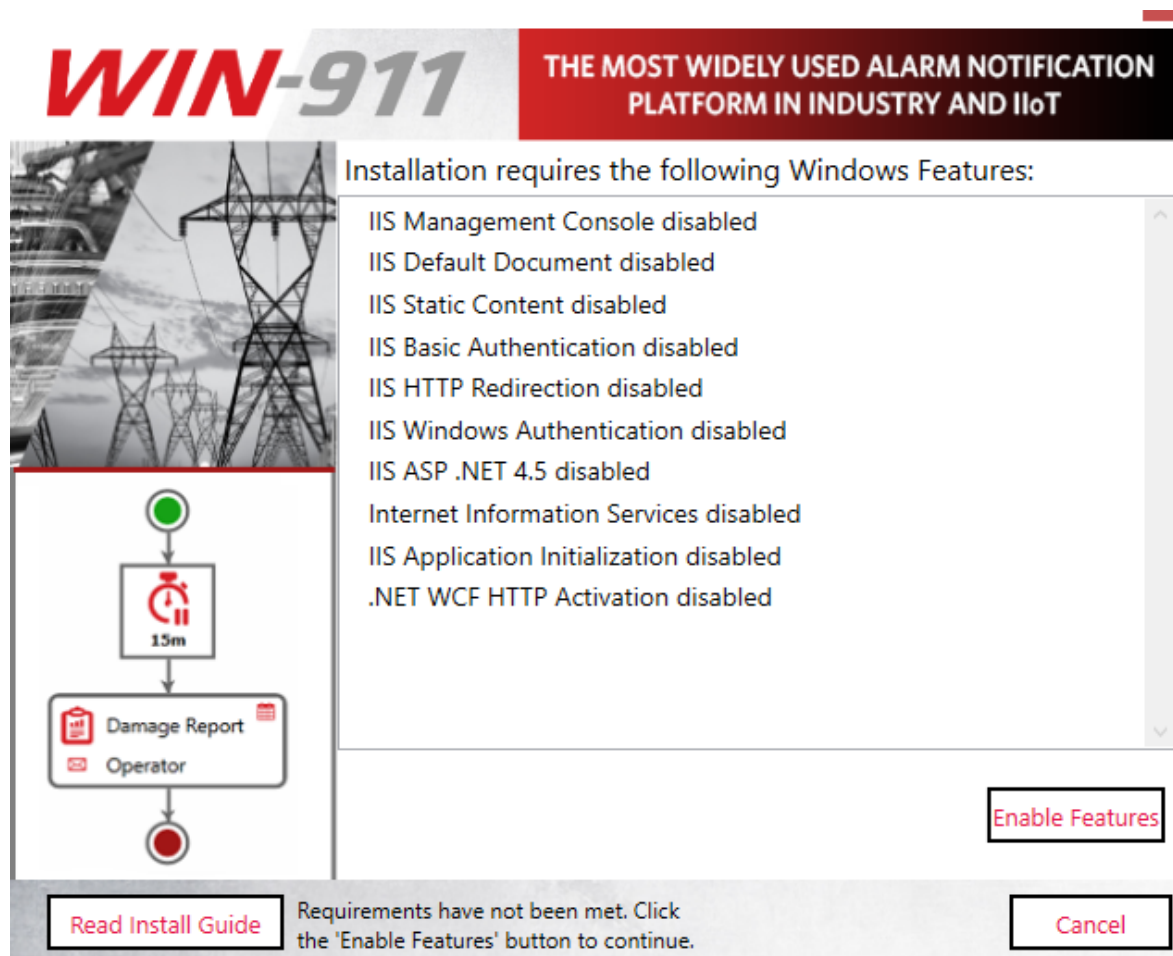 WIN-911
THE MOST WIDELY USED ALARM NOTIFICATION
PLATFORM IN INDUSTRY AND IIoT
Installation requires the following Windows Features:
IIS Management Console disabled
IIS Default Document disabled
IIS Static Content disabled
IIS Basic Authentication disabled
IIS HTTP Redirection disabled
IIS Windows Authentication disabled
IIS ASP .NET 4.5 disabled
Internet Information Services disabled
IIS Application Initialization disabled
.NET WCF HTTP Activation disabled
15m
Damage Report
Operator
Enable Features
Read Install Guide
Requirements have not been met. Click
the 'Enable Features' button to continue.
Cancel